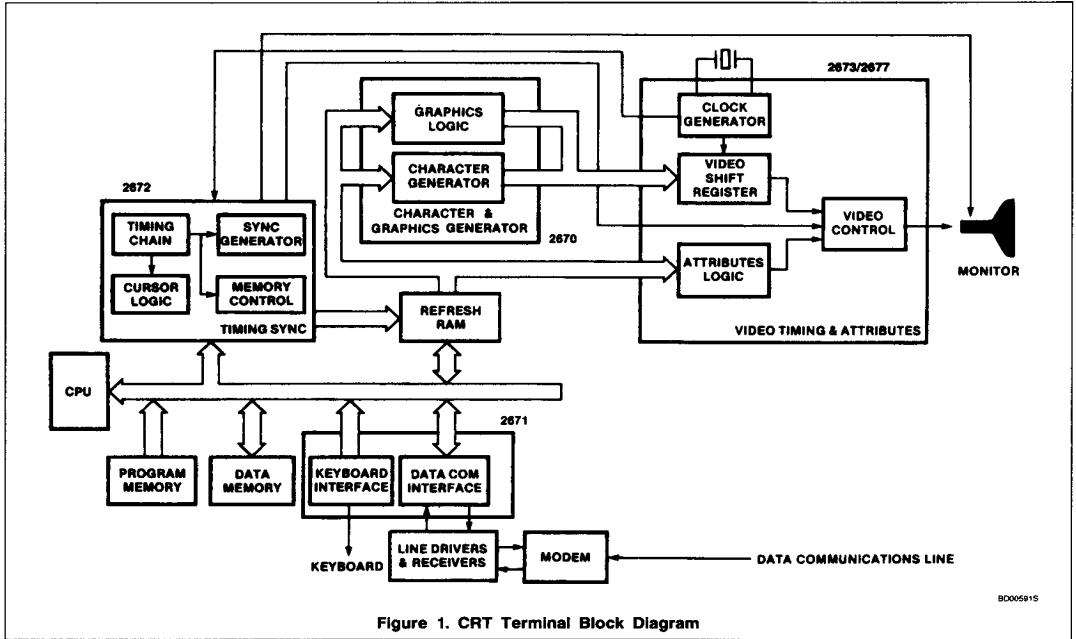 2673/2677
CLOCK
GENERATOR
GRAPHICS
LOGIC
CHARACTER
GENERATOR
CHARACTER &
GRAPHICS GENERATOR
2670
VIDEO
SHIFT
REGISTER
VIDEO
CONTROL
ATTRIBUTES
LOGIC
VIDEO TIMING & ATTRIBUTES
MONITOR
2672
TIMING
CHAIN
SYNC
GENERATOR
CURSOR
LOGIC
MEMORY
CONTROL
TIMING SYNC
REFRESH
RAM
CPU
2671
PROGRAM
MEMORY
DATA
MEMORY
KEYBOARD
INTERFACE
DATA COM
INTERFACE
KEYBOARD
LINE DRIVERS
& RECEIVERS
MODEM
DATA COMMUNICATIONS LINE
BD00591S
Figure 1. CRT Terminal Block Diagram